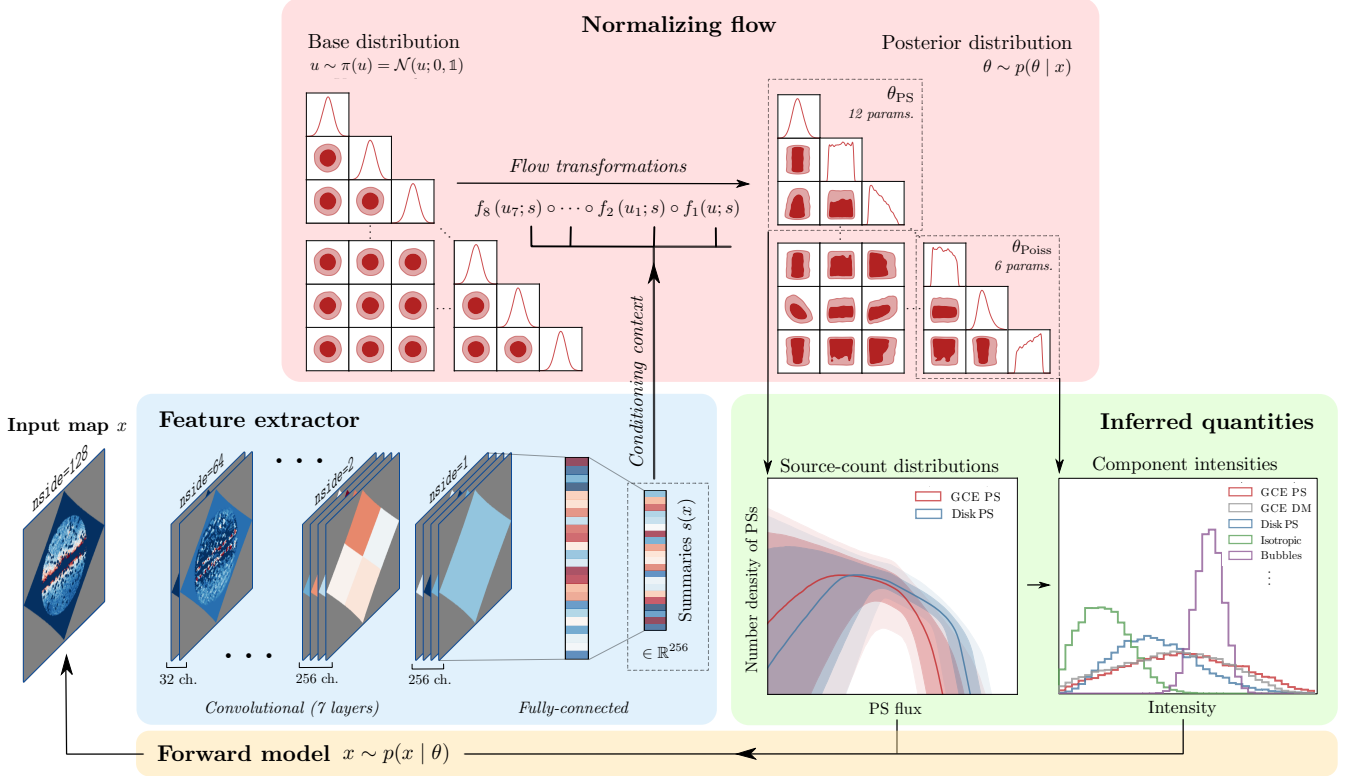 Normalizing flow
Base distribution
u ∼ π(u) = 𝒩(u; 0, 𝟙)
Posterior distribution
θ ∼ p(θ | x)
θ_PS
12 params.
Flow transformations
f₈ (u₇; s) ∘ ··· ∘ f₂ (u₁; s) ∘ f₁(u; s)
θ_Poiss
6 params.
Conditioning context
Input map x
nside=128
Feature extractor
nside=64
nside=2
nside=1
32 ch.
256 ch.
256 ch.
Convolutional (7 layers)
Fully-connected
Summaries s(x)
∈ ℝ²⁵⁶
Inferred quantities
Source-count distributions
Number density of PSs
GCE PS
Disk PS
PS flux
Component intensities
GCE PS
GCE DM
Disk PS
Isotropic
Bubbles
⋮
Intensity
Forward model x ∼ p(x | θ)